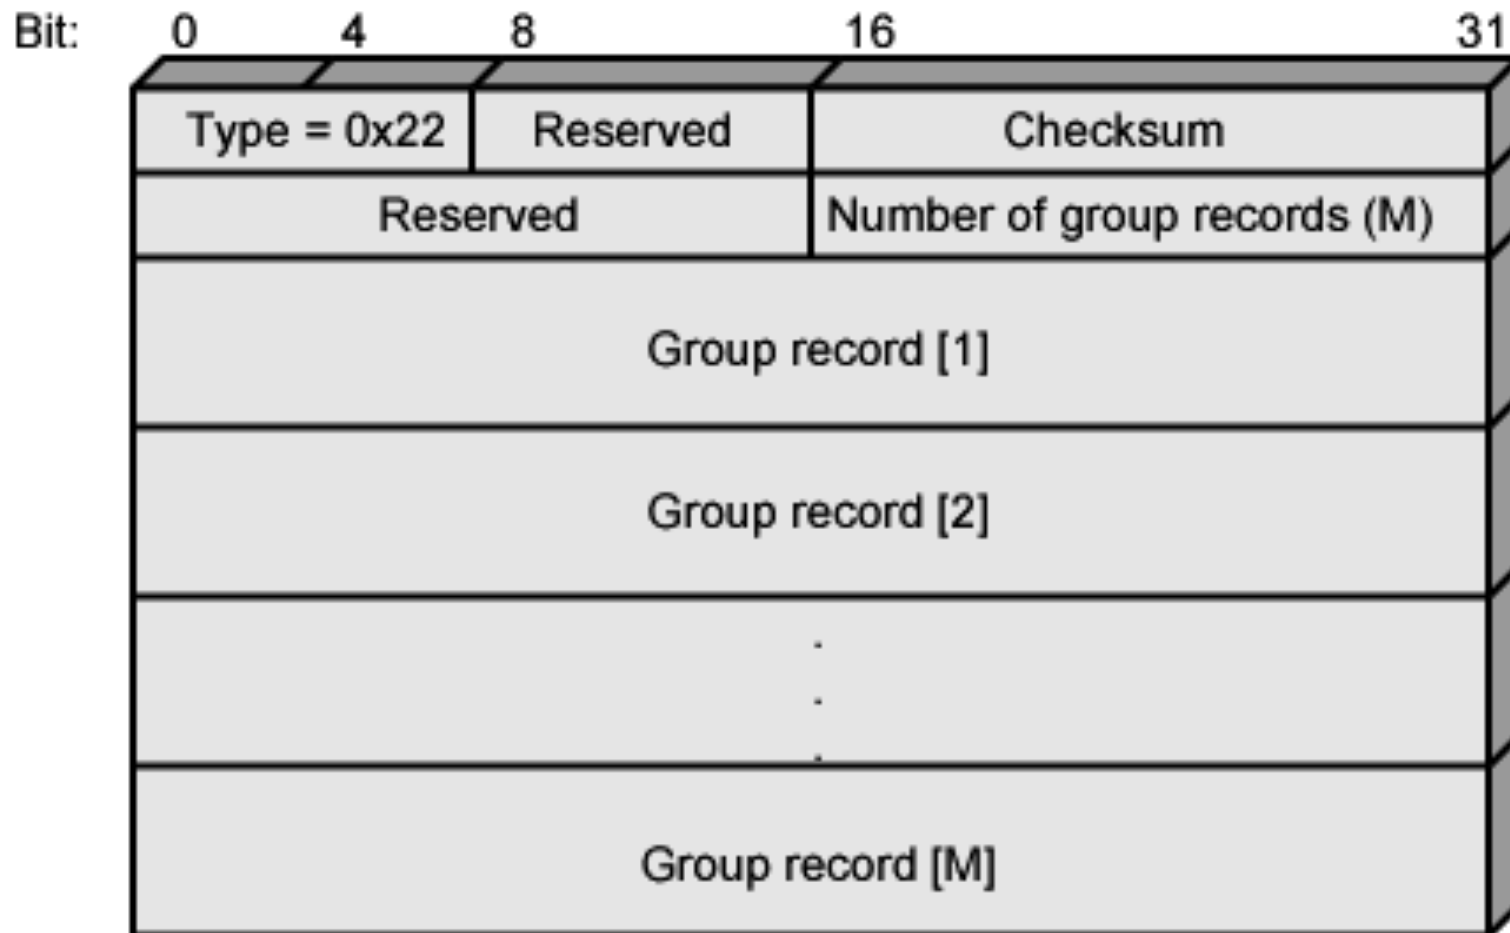 Bit: 0 4 8 16 31
Type = 0x22 Reserved Checksum
Reserved Number of group records (M)
Group record [1]
Group record [2]
.
.
.
Group record [M]